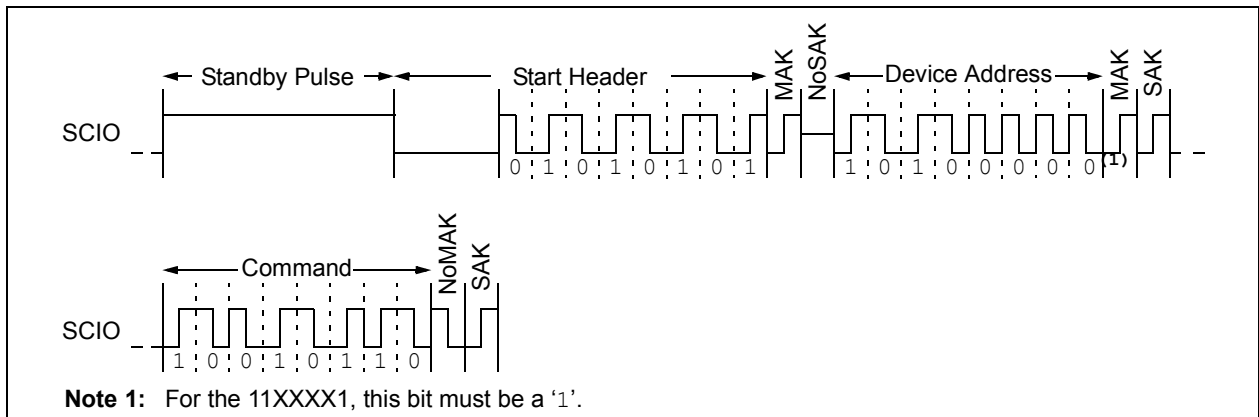 Standby Pulse Start Header MAK NoSAK Device Address MAK SAK
SCIO
0 1 0 1 0 1 0 1 1 0 1 0 0 0 0 0(1)
Command NoMAK SAK
SCIO
1 0 0 1 0 1 1 0
Note 1: For the 11XXXX1, this bit must be a ‘1’.